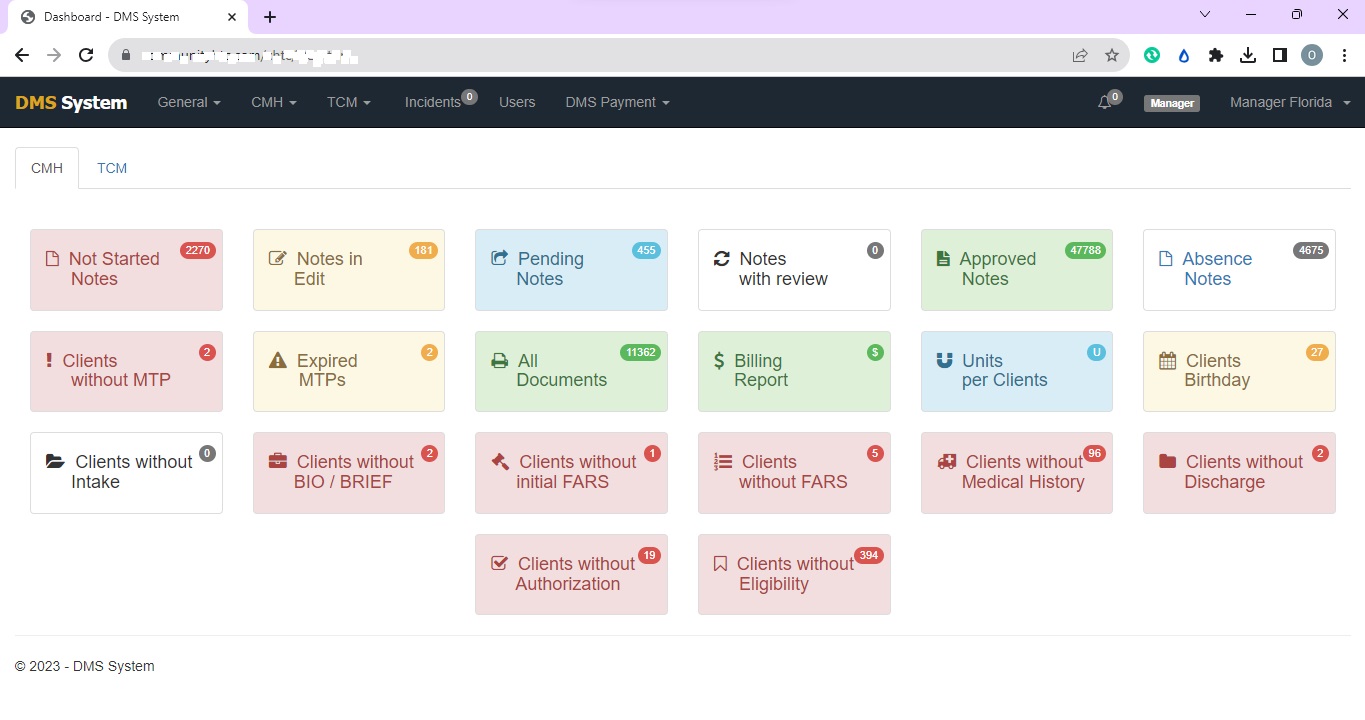 Dashboard - DMS System
O
DMS System General CMH TCM Incidents 0 Users DMS Payment 0 Manager Manager Florida
CMH TCM
Not Started 2270
Notes
Notes in 181
Edit
Pending 455
Notes
Notes 0
with review
Approved 47788
Notes
Absence 4675
Notes
Clients 2
without MTP
Expired 2
MTPs
All 11362
Documents
$ Billing $
Report
Units U
per Clients
Clients 27
Birthday
Clients without 0
Intake
Clients without 2
BIO / BRIEF
Clients without 1
initial FARS
Clients 5
without FARS
Clients without 96
Medical History
Clients without 2
Discharge
Clients without 19
Authorization
Clients without 394
Eligibility
© 2023 - DMS System